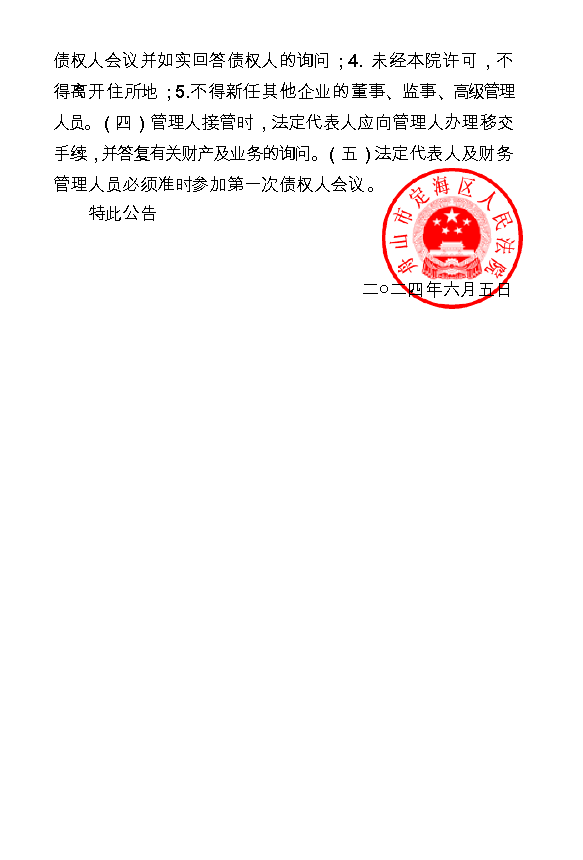 债权人会议并如实回答债权人的询问；4. 未经本院许可，不
得离开住所地；5.不得新任其他企业的董事、监事、高级管理
人员。（四）管理人接管时，法定代表人应向管理人办理移交
手续，并答复有关财产及业务的询问。（五）法定代表人及财务
管理人员必须准时参加第一次债权人会议。
特此公告
舟山市定海区人民法院
二○二四年六月五日